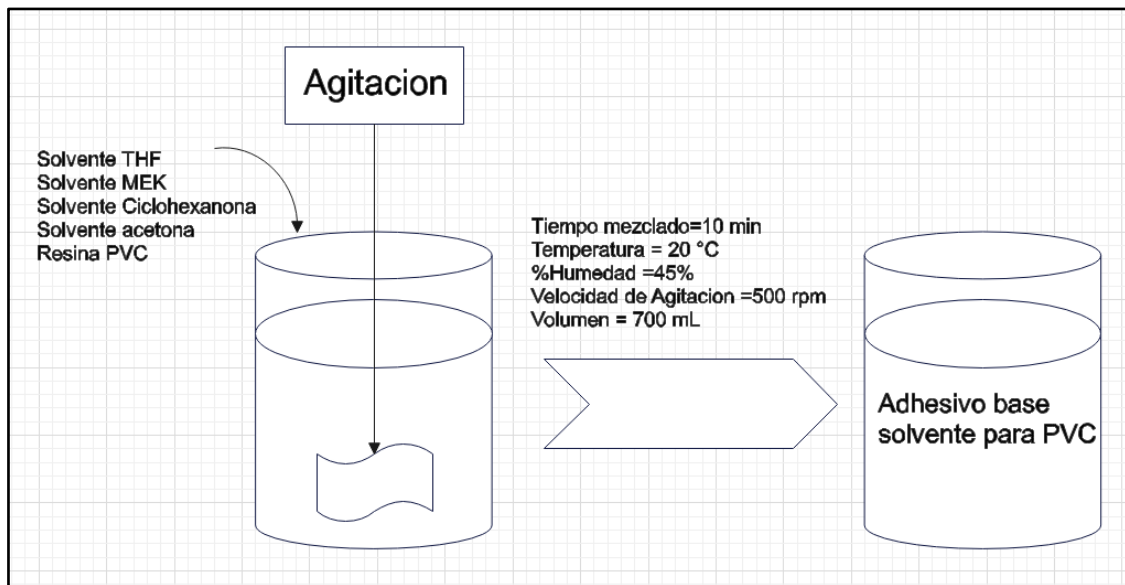 Agitacion
Solvente THF
Solvente MEK
Solvente Ciclohexanona
Solvente acetona
Resina PVC
Tiempo mezclado=10 min
Temperatura = 20 °C
%Humedad =45%
Velocidad de Agitacion =500 rpm
Volumen = 700 mL
Adhesivo base
solvente para PVC